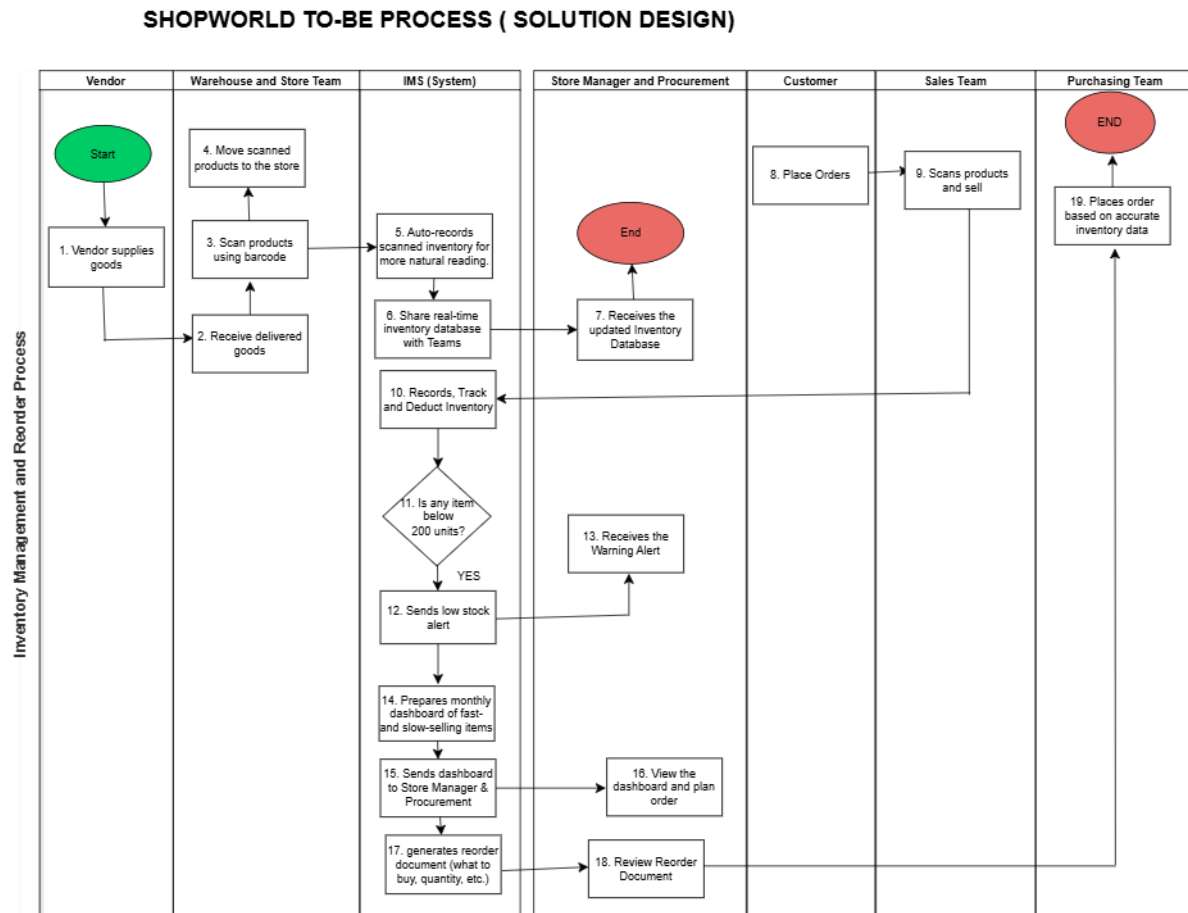 SHOPWORLD TO-BE PROCESS ( SOLUTION DESIGN)
Inventory Management and Reorder Process
Vendor
Warehouse and Store Team
IMS (System)
Store Manager and Procurement
Customer
Sales Team
Purchasing Team
Start
1. Vendor supplies
goods
4. Move scanned
products to the store
3. Scan products
using barcode
2. Receive delivered
goods
5. Auto-records
scanned inventory for
more natural reading.
6. Share real-time
inventory database
with Teams
End
7. Receives the
updated Inventory
Database
8. Place Orders
9. Scans products
and sell
END
19. Places order
based on accurate
inventory data
10. Records, Track
and Deduct Inventory
11. Is any item
below
200 units?
YES
12. Sends low stock
alert
13. Receives the
Warning Alert
14. Prepares monthly
dashboard of fast-
and slow-selling items
15. Sends dashboard
to Store Manager &
Procurement
16. View the
dashboard and plan
order
17. generates reorder
document (what to
buy, quantity, etc.)
18. Review Reorder
Document